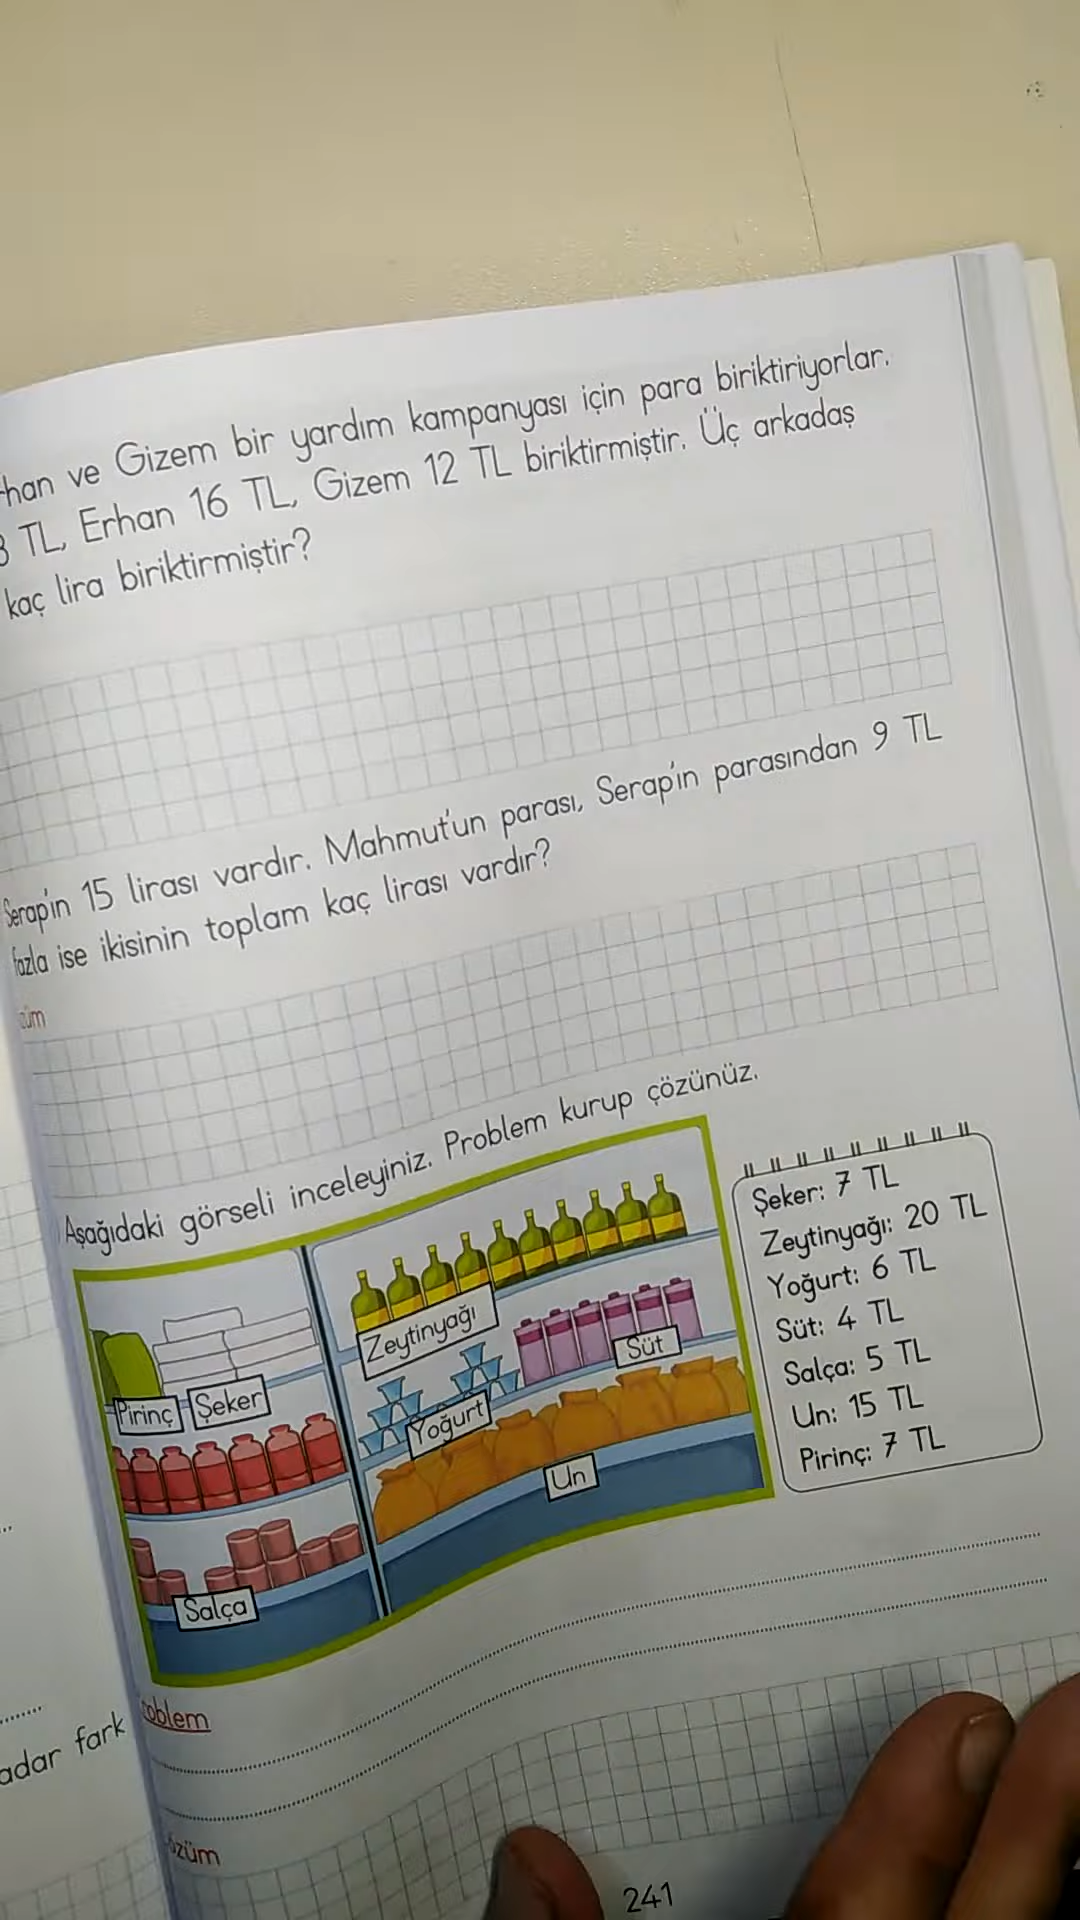 ve Gizem bir yardım kampanyası için para biriktiriyorlar.
TL, Erhan 16 TL, Gizem 12 TL biriktirmiştir. Üç arkadaş
kaç lira biriktirmiştir?
Serap'ın 15 lirası vardır. Mahmut'un parası, Serap'ın parasından 9 TL
fazla ise ikisinin toplam kaç lirası vardır?
Aşağıdaki görseli inceleyiniz. Problem kurup çözünüz.
Şeker: 7 TL
Zeytinyağı: 20 TL
Yoğurt: 6 TL
Süt: 4 TL
Salça: 5 TL
Un: 15 TL
Pirinç: 7 TL
Zeytinyağı
Süt
Pirinç
Şeker
Yoğurt
Un
Salça
fark
241